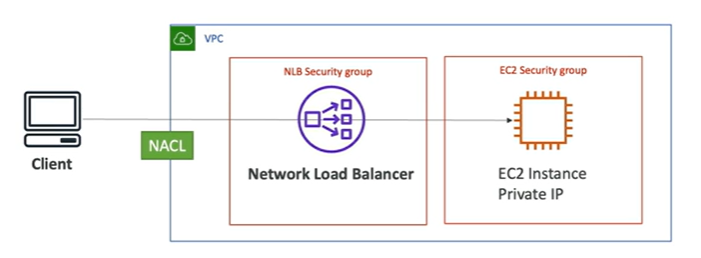 VPC
NLB Security group
EC2 Security group
NACL
Client
Network Load Balancer
EC2 Instance
Private IP